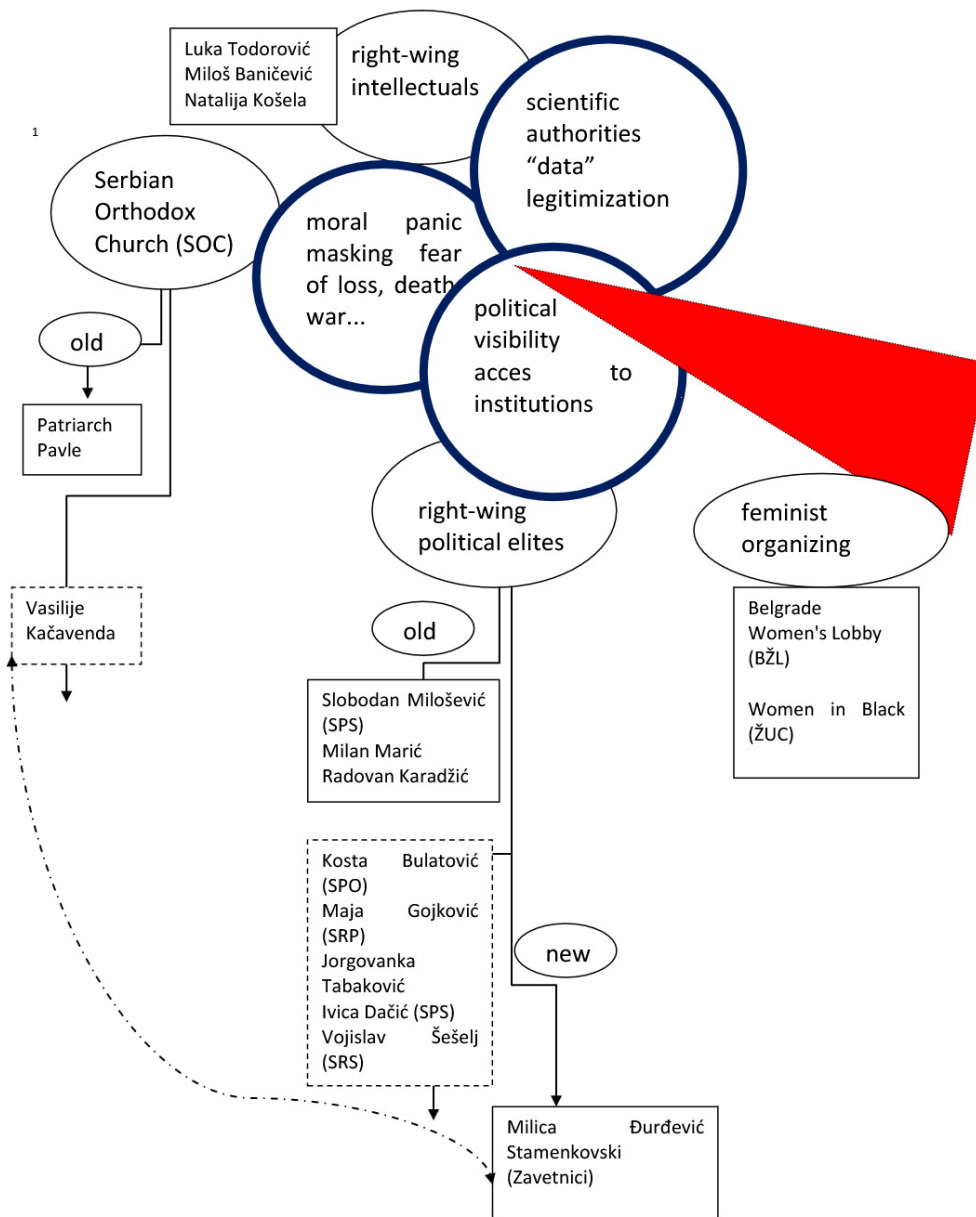 Luka Todorović
Miloš Baničević
Natalija Košela
right-wing
intellectuals
scientific
authorities
“data”
legitimization
1
Serbian
Orthodox
Church (SOC)
moral panic
masking fear
of loss, death
war...
political
visibility
acces to
institutions
old
Patriarch
Pavle
right-wing
political elites
feminist
organizing
Vasilije
Kačavenda
old
Belgrade
Women's Lobby
(BŽL)
Women in Black
(ŽUC)
Slobodan Milošević
(SPS)
Milan Marić
Radovan Karadžić
Kosta Bulatović
(SPO)
Maja Gojković
(SRP)
Jorgovanka
Tabaković
Ivica Dačić (SPS)
Vojislav Šešelj
(SRS)
new
Milica Đurđević
Stamenkovski
(Zavetnici)